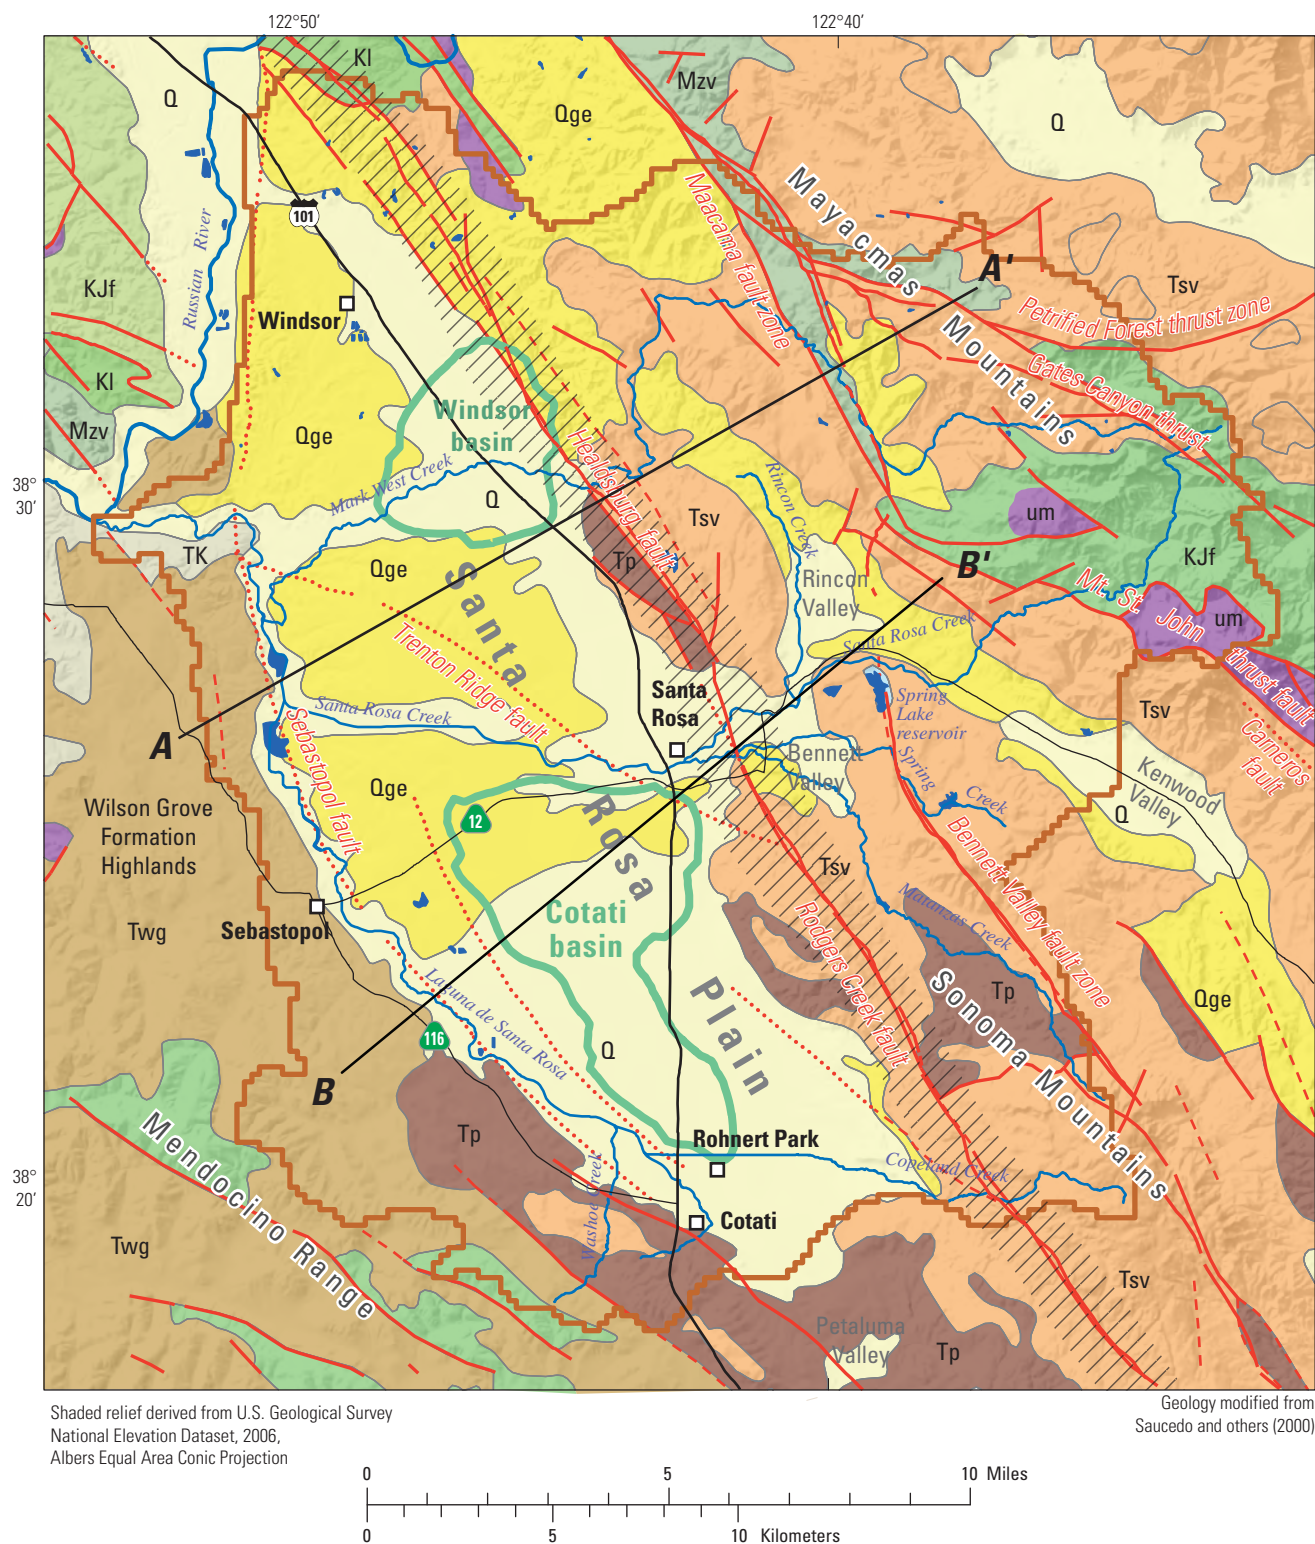 122°50'
122°40'
Kl
Q
Mzv
Qge
Q
Mayacmas
Mountains
Maacama fault zone
101
Russian River
A'
Tsv
KJf
Petrified Forest thrust zone
Windsor
Gates Canyon thrust
Kl
Windsor
basin
Mzv
Qge
Healdsburg fault
Mark West Creek
Rincon Creek
38°
30'
Q
Tsv
um
TK
Qge
Tp
KJf
B'
Rincon
Valley
Santa
Rosa
Plain
Mt. St. John thrust fault
um
Trenton Ridge fault
Santa Rosa Creek
Santa
Rosa
Spring
Lake
reservoir
Tsv
Santa Rosa Creek
Sebastopol fault
A
Carneros
fault
Bennett
Valley
Spring Creek
Kenwood
Valley
Qge
Wilson Grove
Formation
Highlands
12
Q
Bennett Valley fault zone
Tsv
Twg
Sebastopol
Cotati
basin
Matanzas Creek
Rodgers Creek fault
Sonoma Mountains
Laguna de Santa Rosa
Tp
Qge
116
Q
B
Mendocino Range
Tp
Rohnert Park
Copeland Creek
38°
20'
Washoe Creek
Cotati
Twg
Tsv
Petaluma
Valley
Tp
Shaded relief derived from U.S. Geological Survey
National Elevation Dataset, 2006,
Albers Equal Area Conic Projection
Geology modified from
Saucedo and others (2000)
0 5 10 Miles
0 5 10 Kilometers